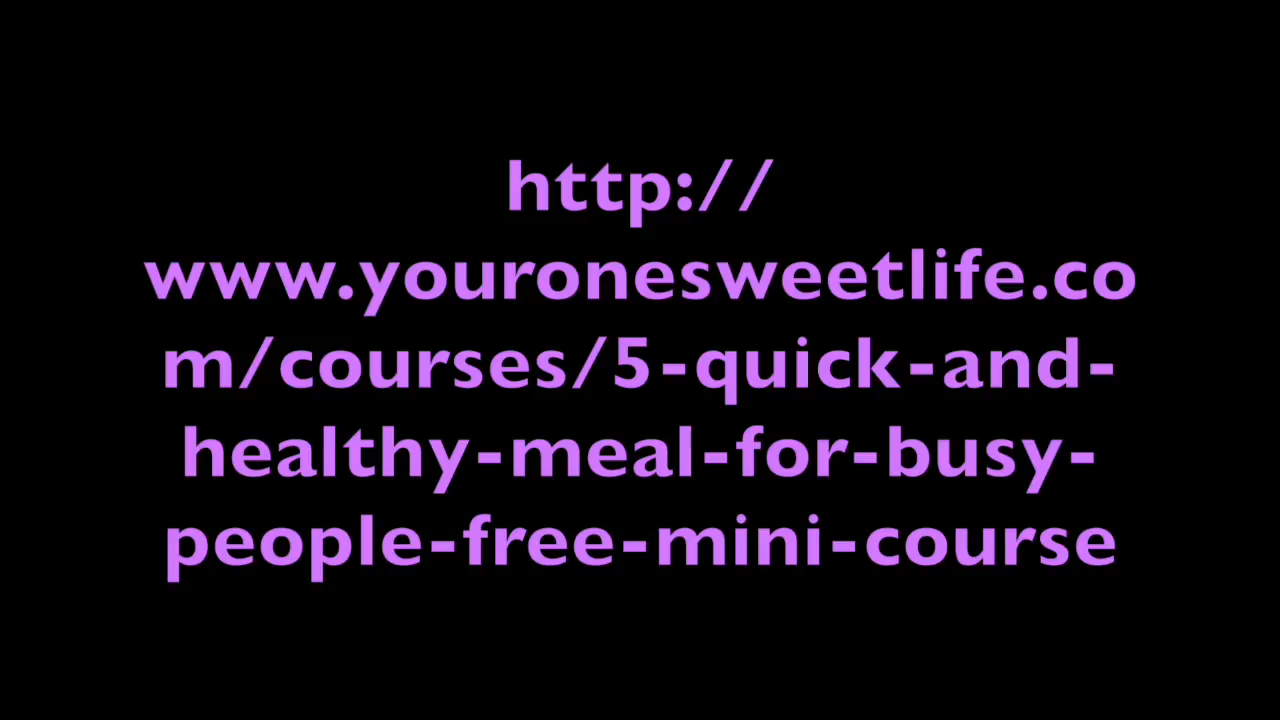 http://
www.youronesweetlife.co
m/courses/5-quick-and-
healthy-meal-for-busy-
people-free-mini-course